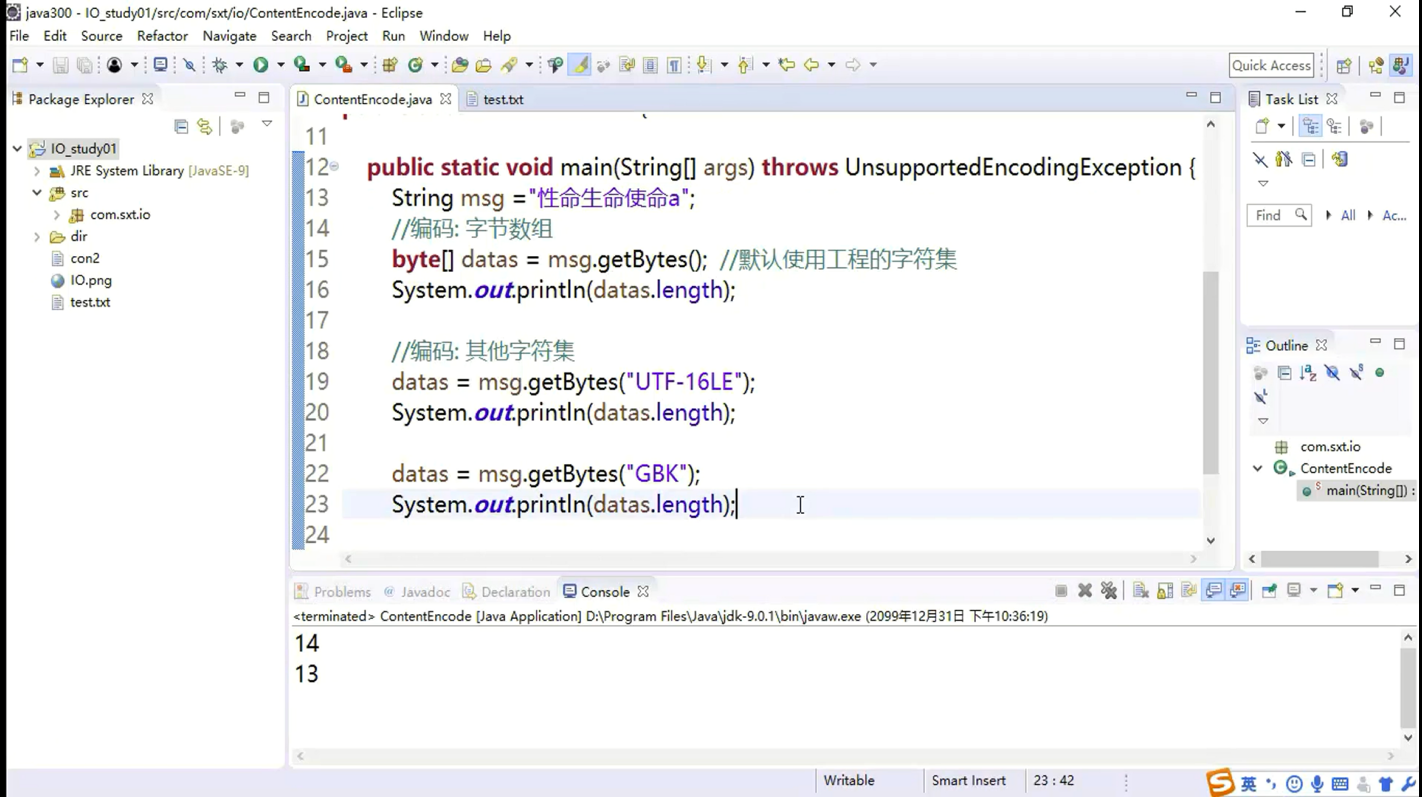 java300 - IO_study01/src/com/sxt/io/ContentEncode.java - Eclipse
File Edit Source Refactor Navigate Search Project Run Window Help
Quick Access
Package Explorer
IO_study01
JRE System Library [JavaSE-9]
src
com.sxt.io
dir
con2
IO.png
test.txt
ContentEncode.java test.txt
11
12 public static void main(String[] args) throws UnsupportedEncodingException {
13 String msg ="性命生命使命a";
14 //编码: 字节数组
15 byte[] datas = msg.getBytes(); //默认使用工程的字符集
16 System.out.println(datas.length);
17
18 //编码: 其他字符集
19 datas = msg.getBytes("UTF-16LE");
20 System.out.println(datas.length);
21
22 datas = msg.getBytes("GBK");
23 System.out.println(datas.length);
24
Task List
Find All Ac...
Outline
com.sxt.io
ContentEncode
main(String[]) :
Problems Javadoc Declaration Console
<terminated> ContentEncode [Java Application] D:\Program Files\Java\jdk-9.0.1\bin\javaw.exe (2099年12月31日 下午10:36:19)
14
13
Writable Smart Insert 23 : 42
英